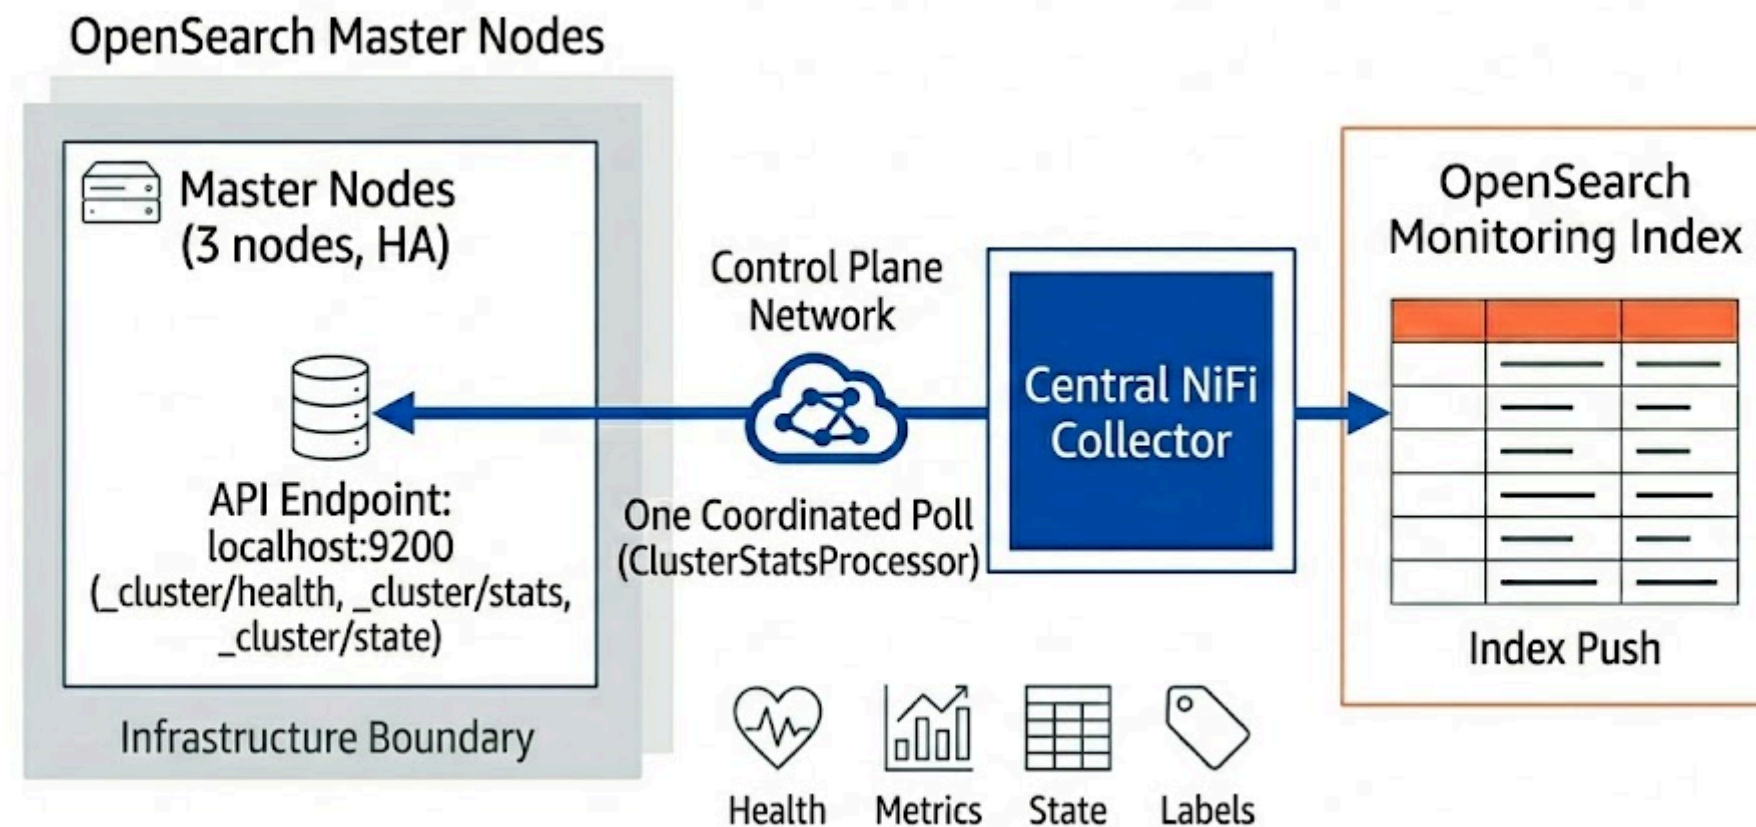 OpenSearch Master Nodes
Master Nodes
(3 nodes, HA)
API Endpoint:
localhost:9200
(_cluster/health, _cluster/stats,
_cluster/state)
Infrastructure Boundary
Control Plane
Network
One Coordinated Poll
(ClusterStatsProcessor)
Central NiFi
Collector
OpenSearch
Monitoring Index
Index Push
Health
Metrics
State
Labels